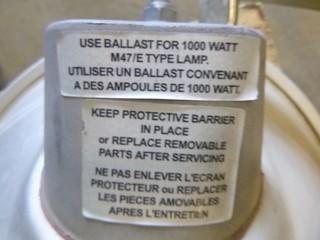 USE BALLAST FOR 1000 WATT
M47/E TYPE LAMP.
UTILISER UN BALLAST CONVENANT
A DES AMPOULES DE 1000 WATT.
KEEP PROTECTIVE BARRIER
IN PLACE
or REPLACE REMOVABLE
PARTS AFTER SERVICING
NE PAS ENLEVER L'ECRAN
PROTECTEUR ou REPLACER
LES PIECES AMOVABLES
APRES L'ENTRETIEN